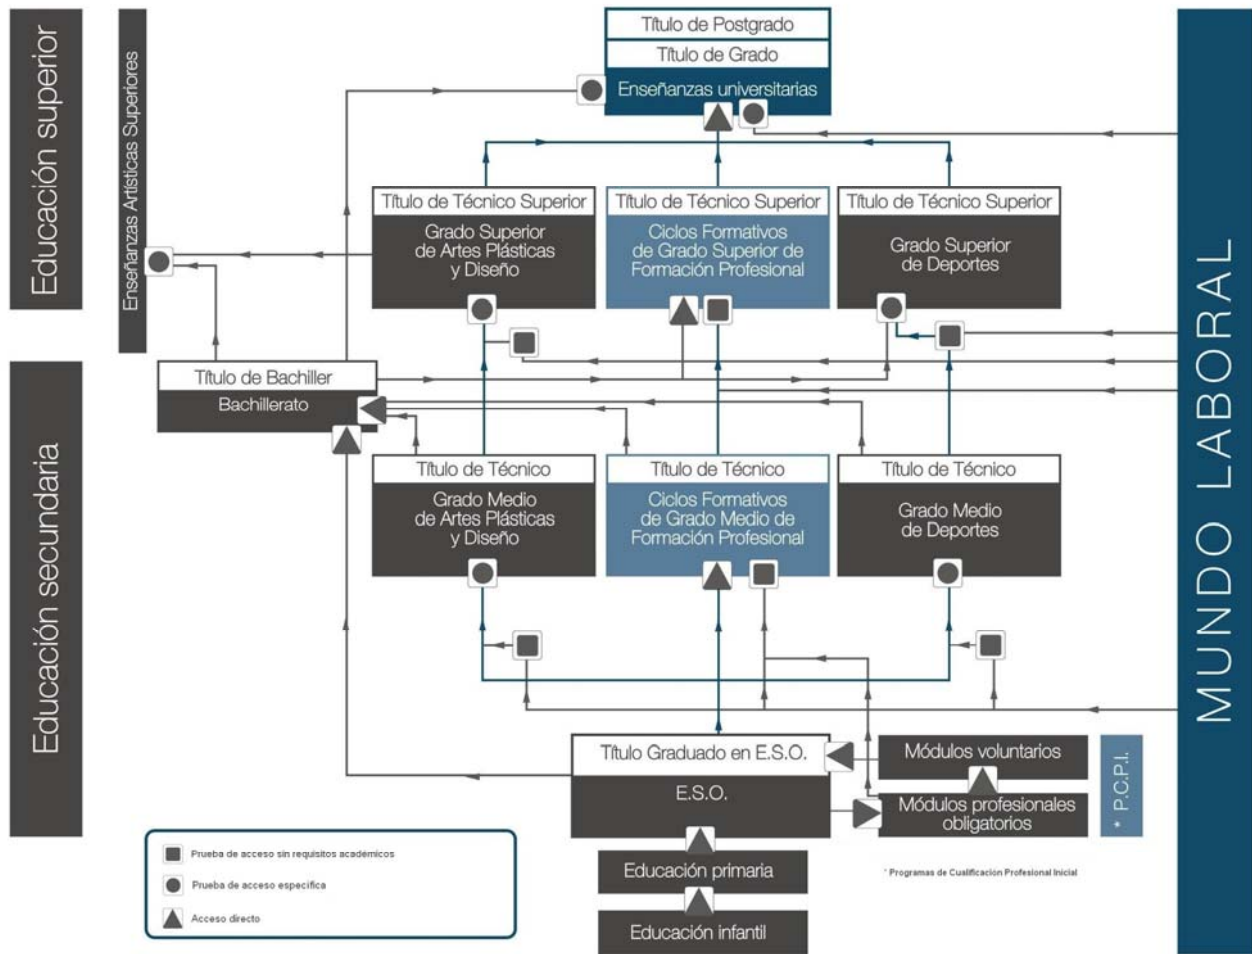 Educación superior
Enseñanzas Artísticas Superiores
Título de Postgrado
Título de Grado
Enseñanzas universitarias
Título de Técnico Superior
Grado Superior
de Artes Plásticas
y Diseño
Título de Técnico Superior
Ciclos Formativos
de Grado Superior de
Formación Profesional
Título de Técnico Superior
Grado Superior
de Deportes
MUNDO LABORAL
Educación secundaria
Título de Bachiller
Bachillerato
Título de Técnico
Grado Medio
de Artes Plásticas
y Diseño
Título de Técnico
Ciclos Formativos
de Grado Medio de
Formación Profesional
Título de Técnico
Grado Medio
de Deportes
Título Graduado en E.S.O.
E.S.O.
Módulos voluntarios
Módulos profesionales
obligatorios
* P.C.P.I.
Educación primaria
Educación infantil
* Programas de Cualificación Profesional Inicial
Prueba de acceso sin requisitos académicos
Prueba de acceso específica
Acceso directo